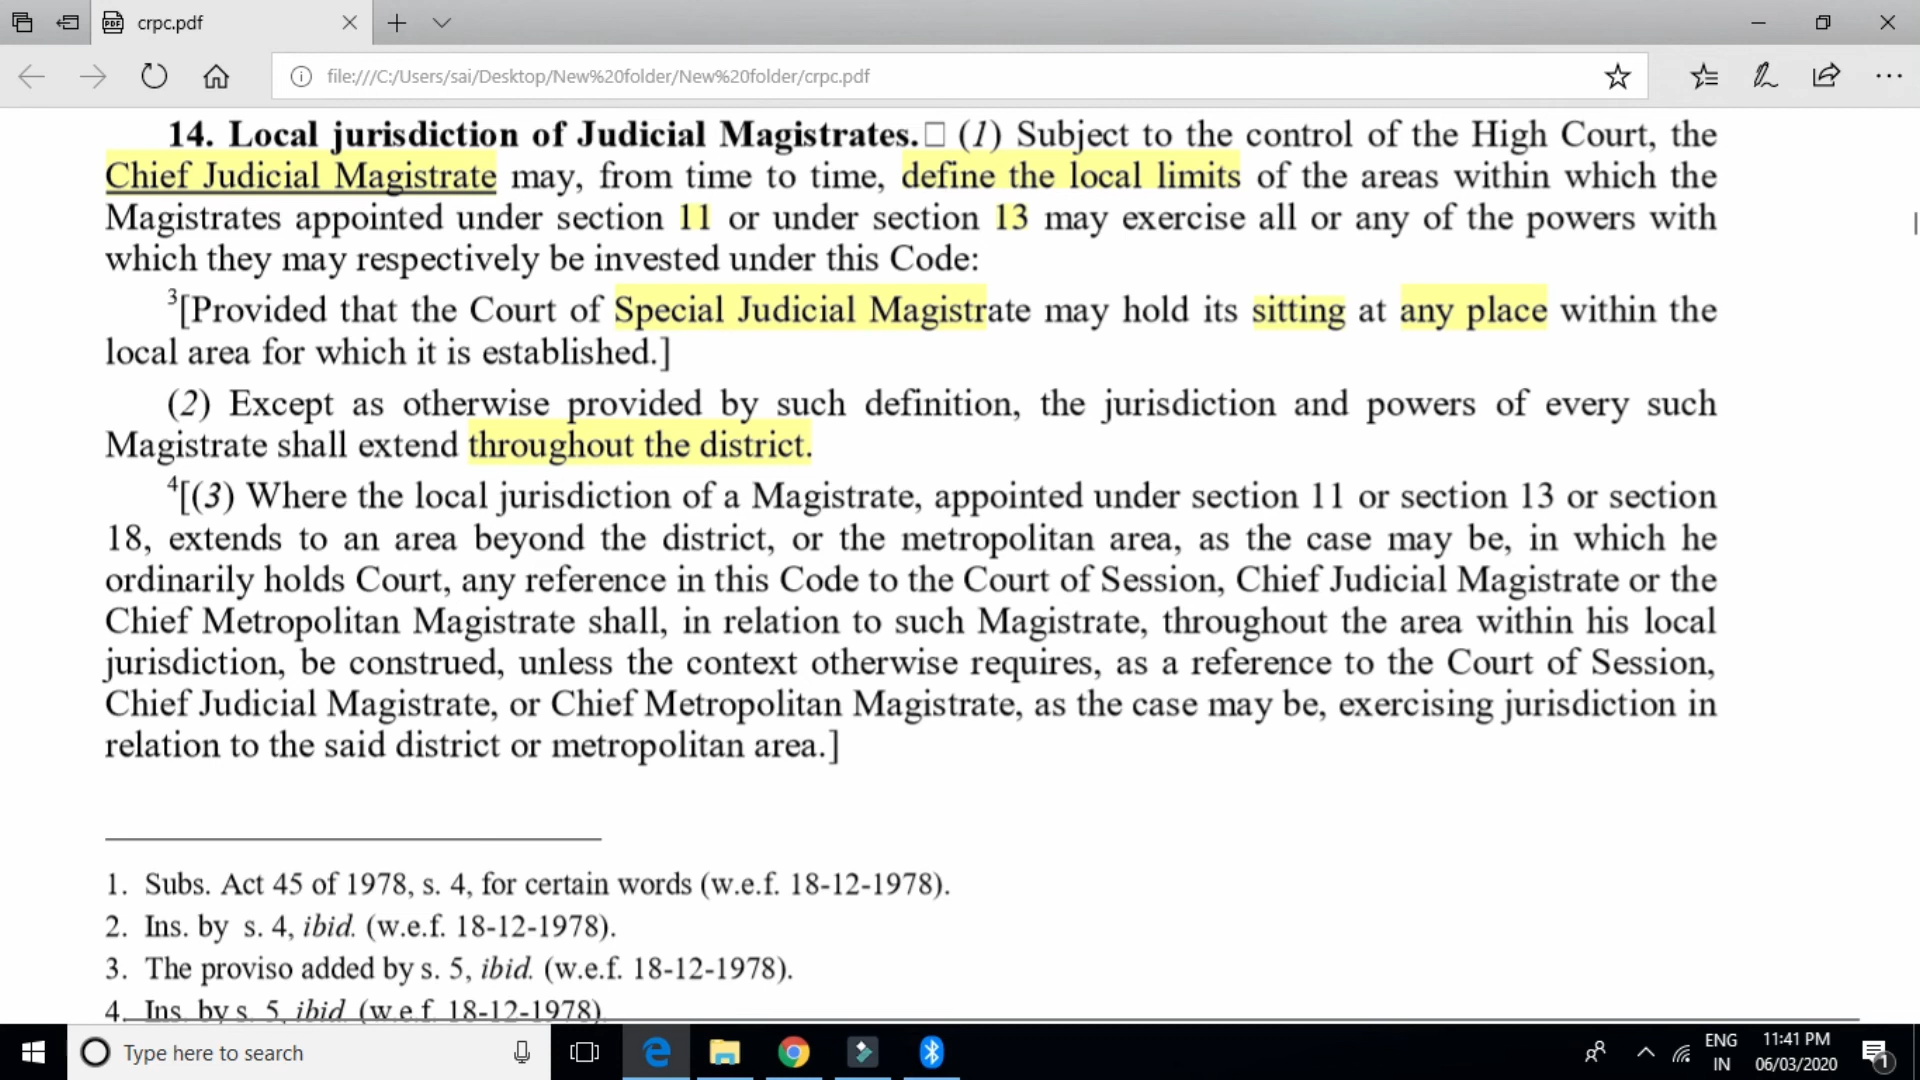 crpc.pdf
file:///C:/Users/sai/Desktop/New%20folder/New%20folder/crpc.pdf
14. Local jurisdiction of Judicial Magistrates.□ (1) Subject to the control of the High Court, the
Chief Judicial Magistrate may, from time to time, define the local limits of the areas within which the
Magistrates appointed under section 11 or under section 13 may exercise all or any of the powers with
which they may respectively be invested under this Code:
3[Provided that the Court of Special Judicial Magistrate may hold its sitting at any place within the
local area for which it is established.]
(2) Except as otherwise provided by such definition, the jurisdiction and powers of every such
Magistrate shall extend throughout the district.
4[(3) Where the local jurisdiction of a Magistrate, appointed under section 11 or section 13 or section
18, extends to an area beyond the district, or the metropolitan area, as the case may be, in which he
ordinarily holds Court, any reference in this Code to the Court of Session, Chief Judicial Magistrate or the
Chief Metropolitan Magistrate shall, in relation to such Magistrate, throughout the area within his local
jurisdiction, be construed, unless the context otherwise requires, as a reference to the Court of Session,
Chief Judicial Magistrate, or Chief Metropolitan Magistrate, as the case may be, exercising jurisdiction in
relation to the said district or metropolitan area.]
1. Subs. Act 45 of 1978, s. 4, for certain words (w.e.f. 18-12-1978).
2. Ins. by s. 4, ibid. (w.e.f. 18-12-1978).
3. The proviso added by s. 5, ibid. (w.e.f. 18-12-1978).
4. Ins. by s. 5, ibid. (w.e.f. 18-12-1978).
Type here to search
ENG
IN
11:41 PM
06/03/2020
1